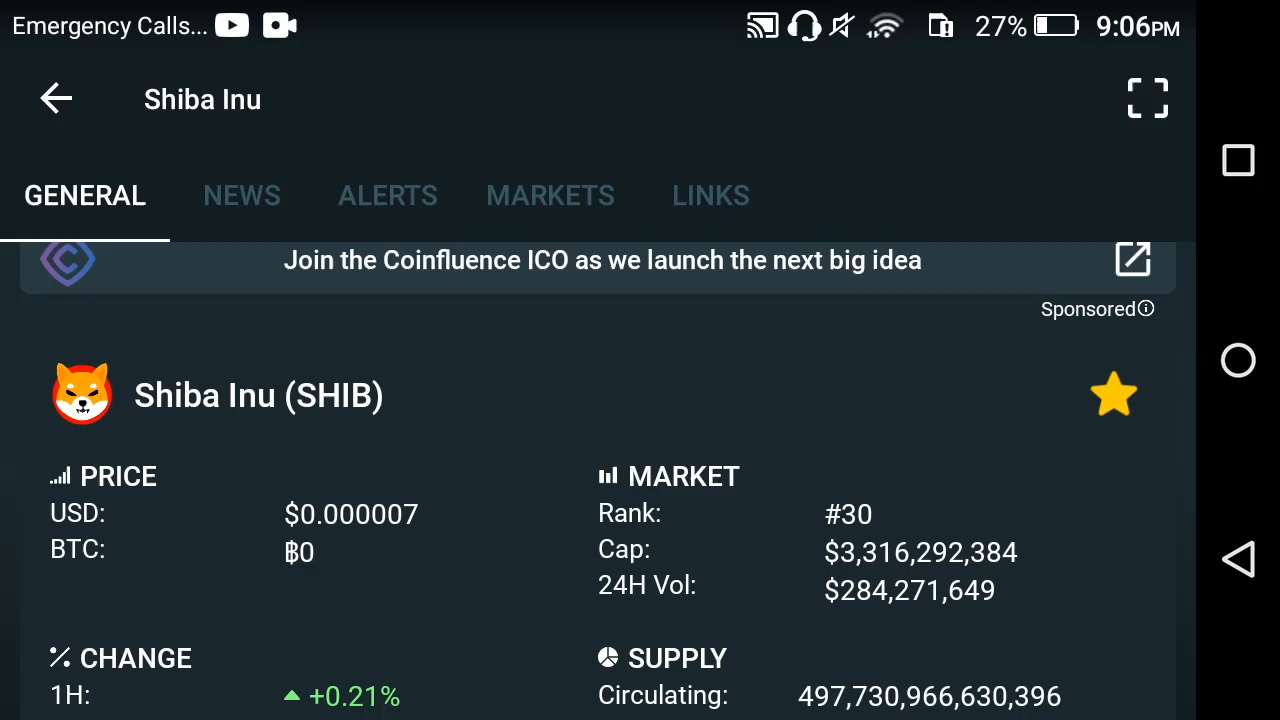 Emergency Calls... 27% 9:06PM
Shiba Inu
GENERAL NEWS ALERTS MARKETS LINKS
Join the Coinfluence ICO as we launch the next big idea
Sponsored
Shiba Inu (SHIB)
PRICE
USD: $0.000007
BTC: ₿0
MARKET
Rank: #30
Cap: $3,316,292,384
24H Vol: $284,271,649
CHANGE
1H: +0.21%
SUPPLY
Circulating: 497,730,966,630,396